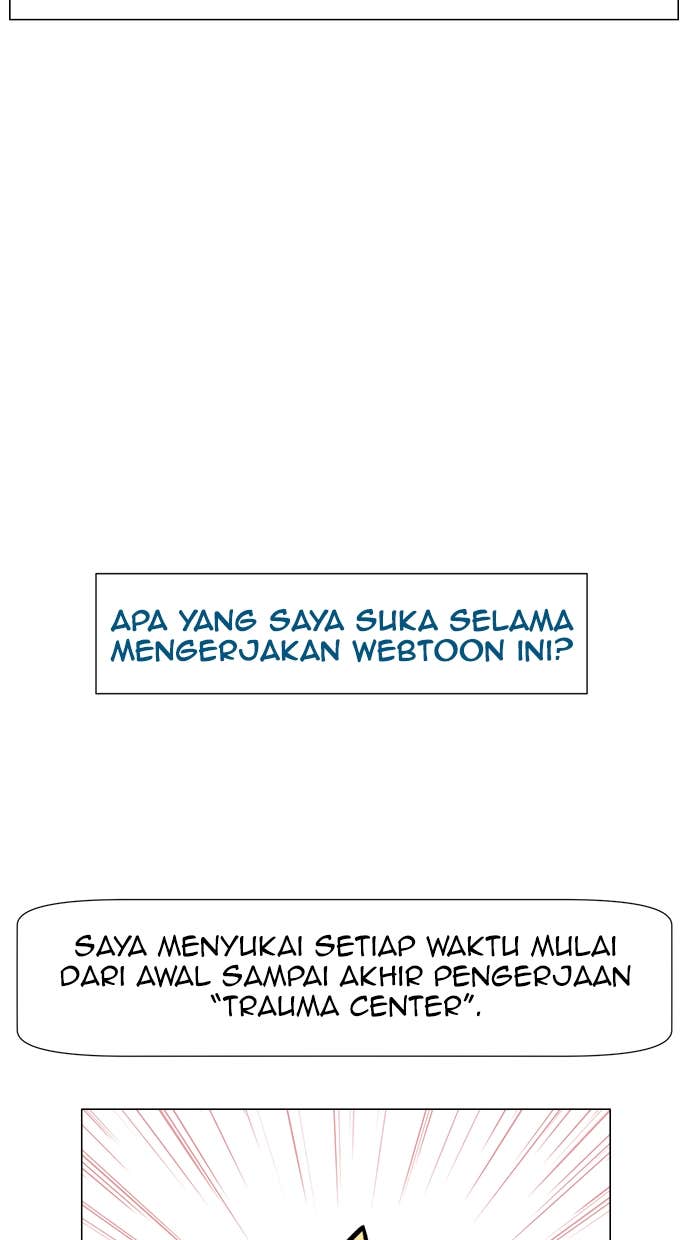 APA YANG SAYA SUKA SELAMA
MENGERJAKAN WEBTOON INI?
SAYA MENYUKAI SETIAP WAKTU MULAI
DARI AWAL SAMPAI AKHIR PENGERJAAN
“TRAUMA CENTER”.